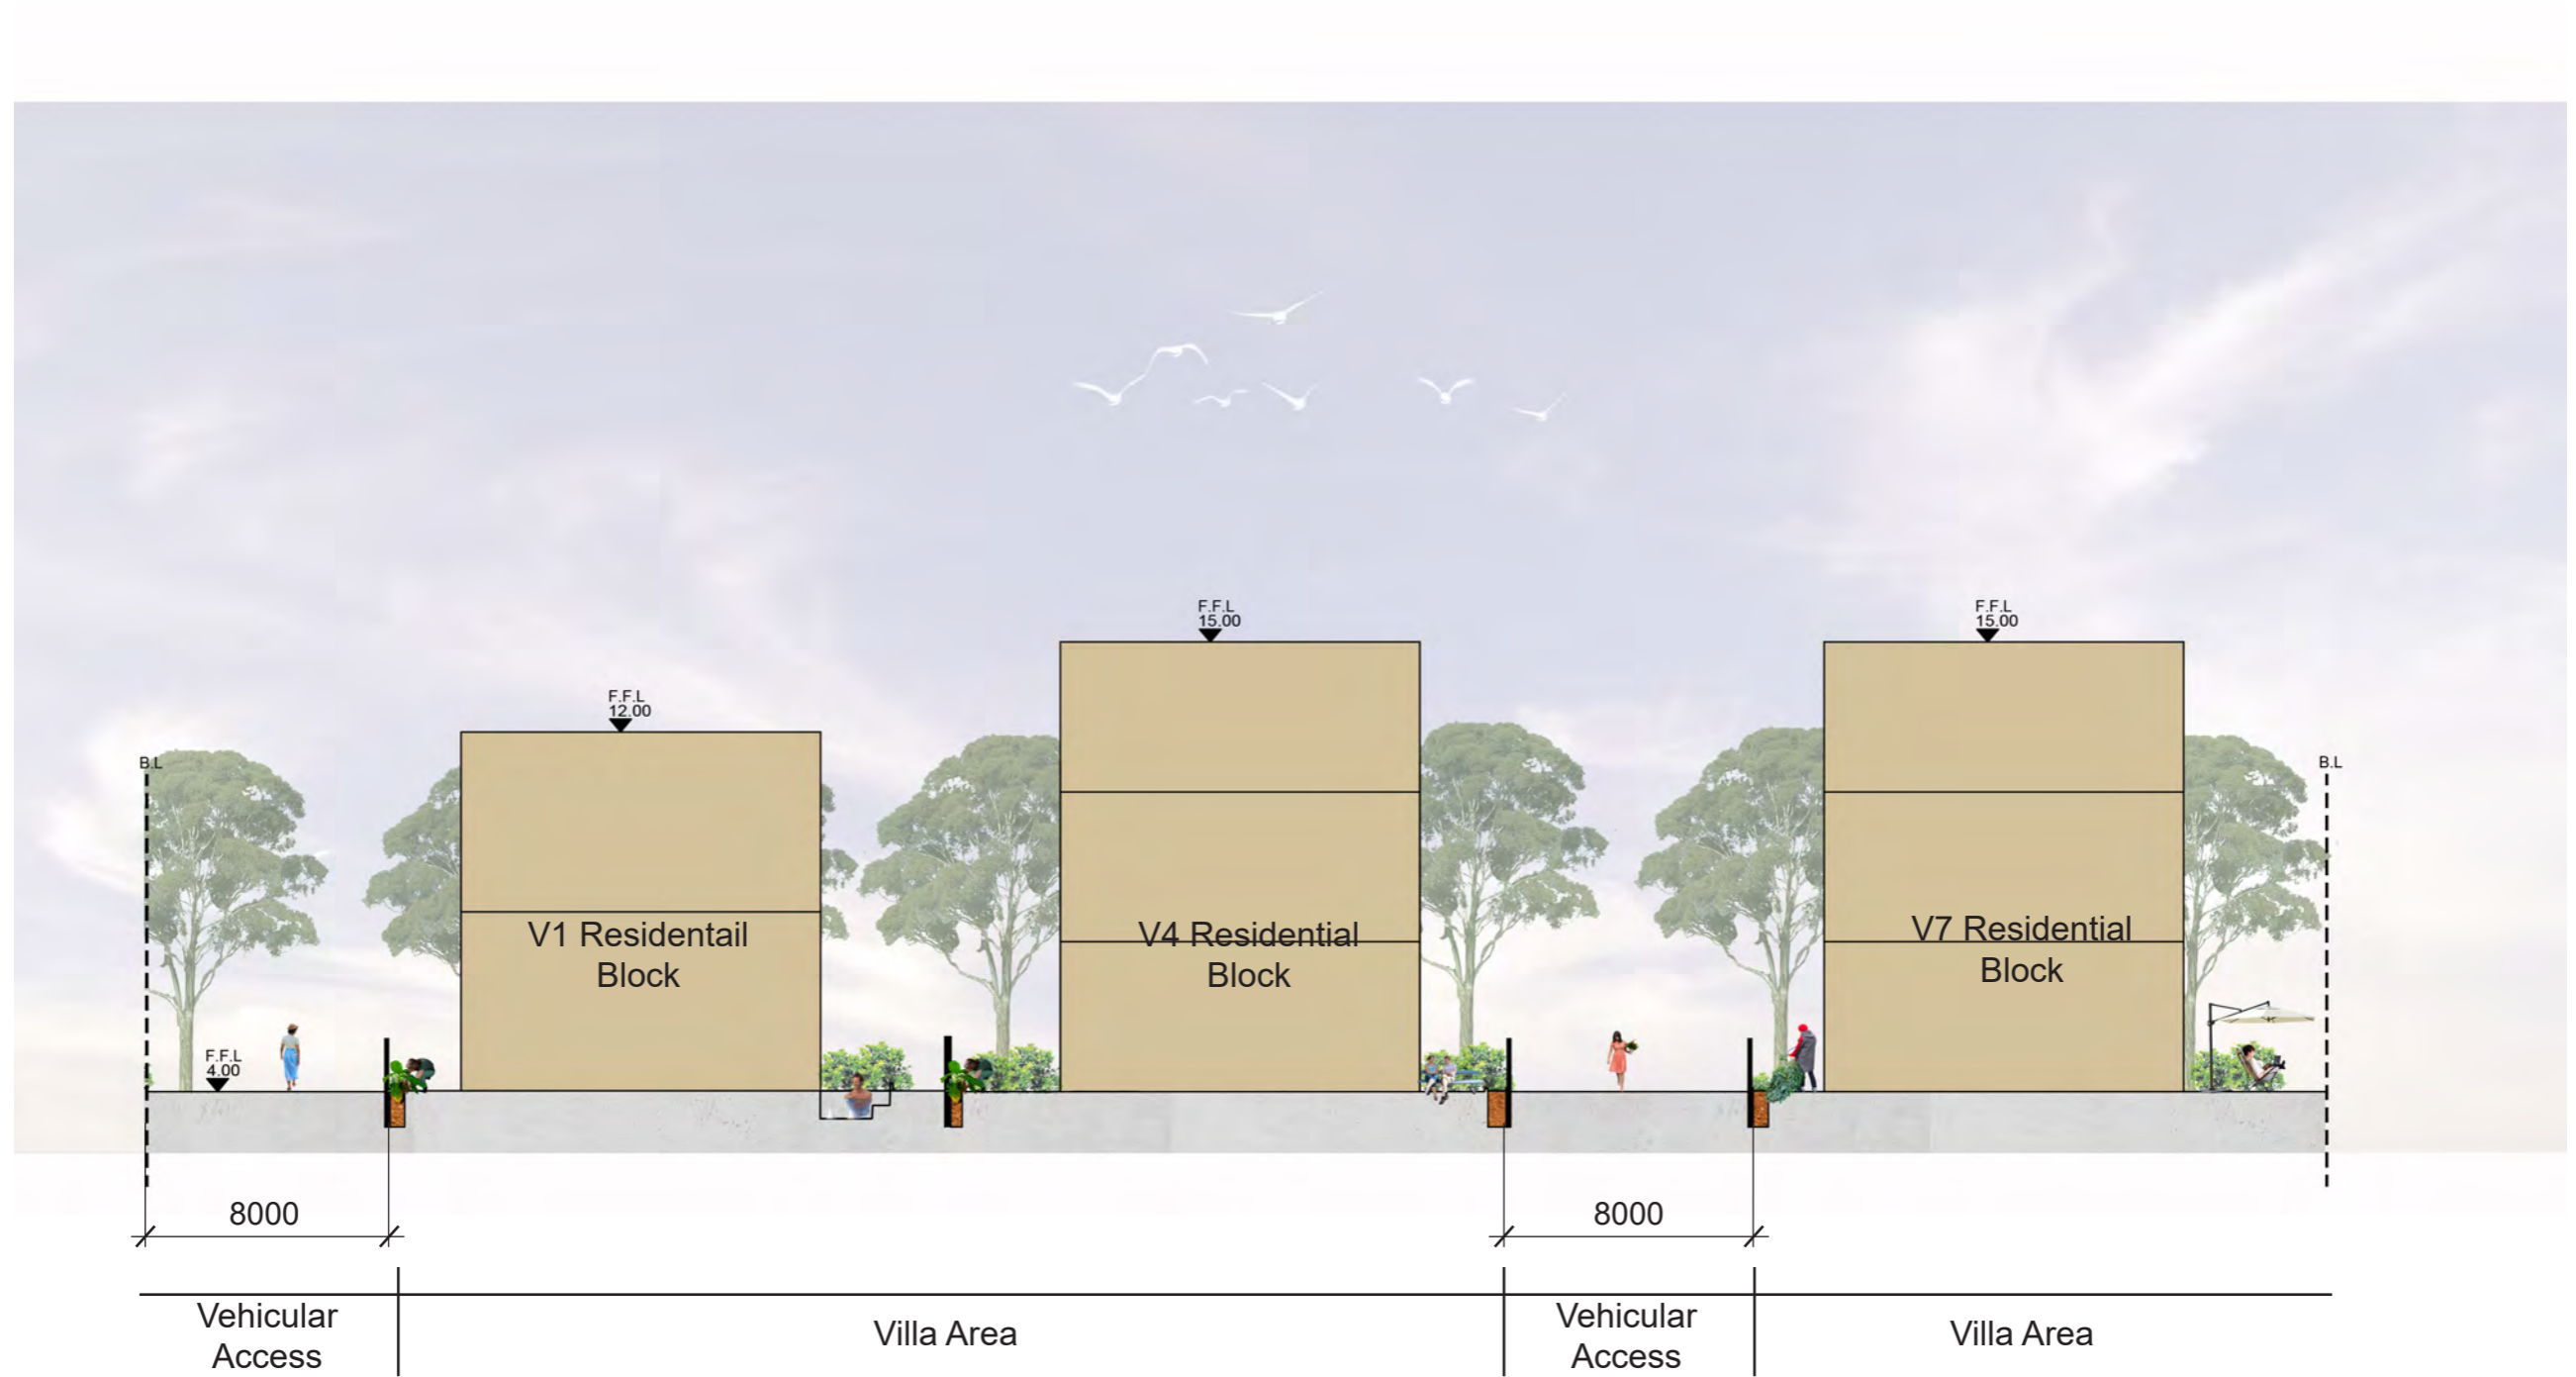 F.F.L
15.00
F.F.L
15.00
F.F.L
12.00
B.L
B.L
V1 Residentail
Block
V4 Residential
Block
V7 Residential
Block
F.F.L
4.00
8000
8000
Vehicular
Access
Villa Area
Vehicular
Access
Villa Area